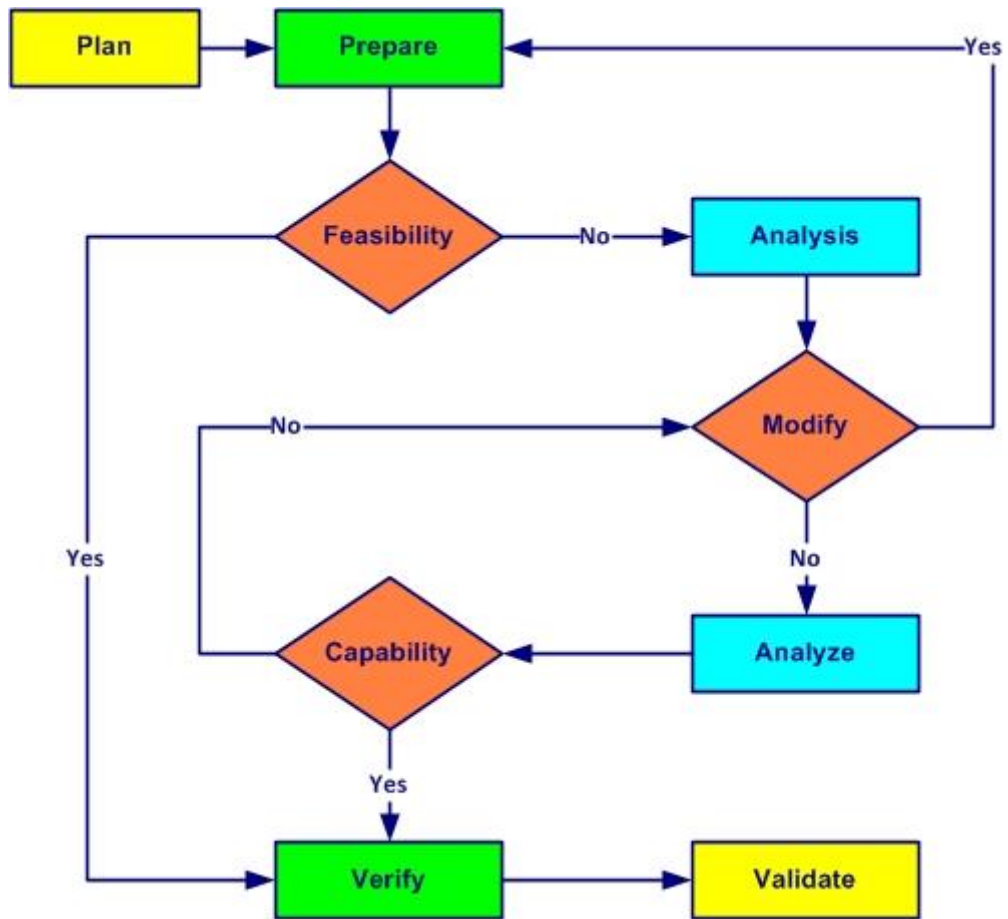 Plan
Prepare
Yes
Feasibility
No
Analysis
No
Modify
Yes
No
Capability
Analyze
Yes
Verify
Validate